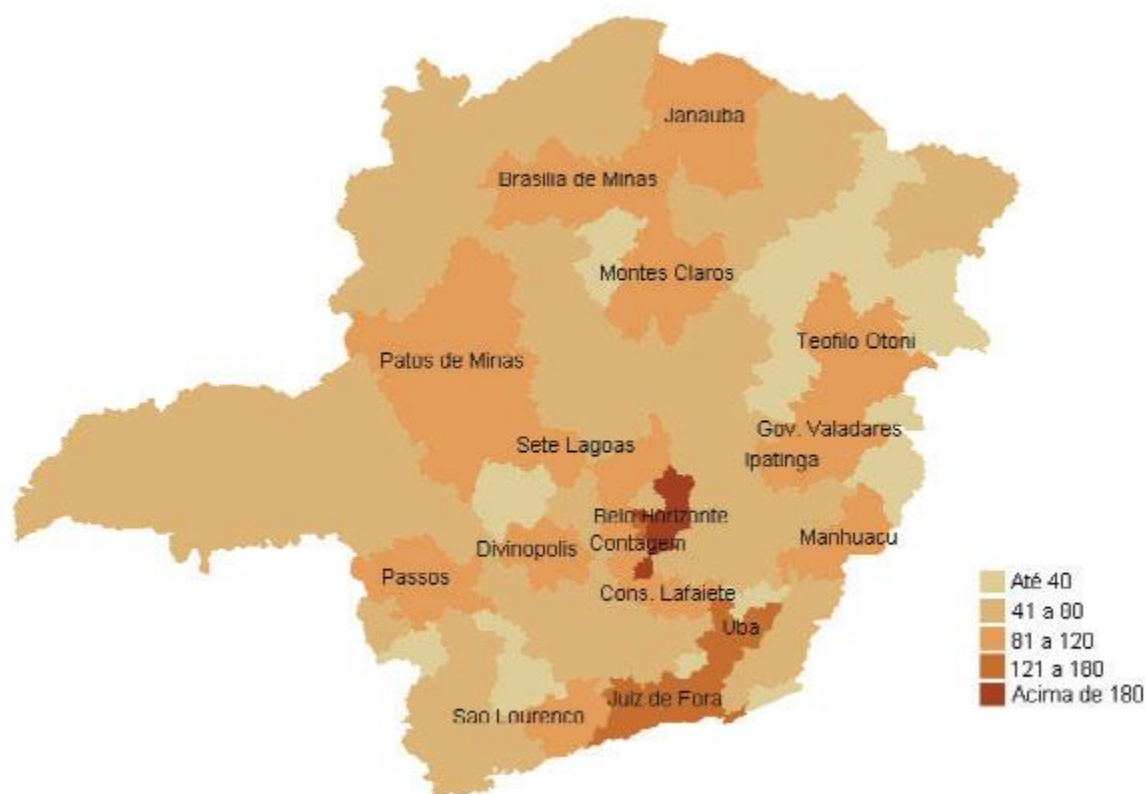 Janauba
Brasilia de Minas
Montes Claros
Teofilo Otoni
Patos de Minas
Gov. Valadares
Sete Lagoas
Ipatinga
Belo Horizonte
Manhuacu
Divinopolis
Contagem
Passos
Cons. Lafaiete
Uba
Juiz de Fora
Sao Lourenco
Até 40
41 a 80
81 a 120
121 a 180
Acima de 180